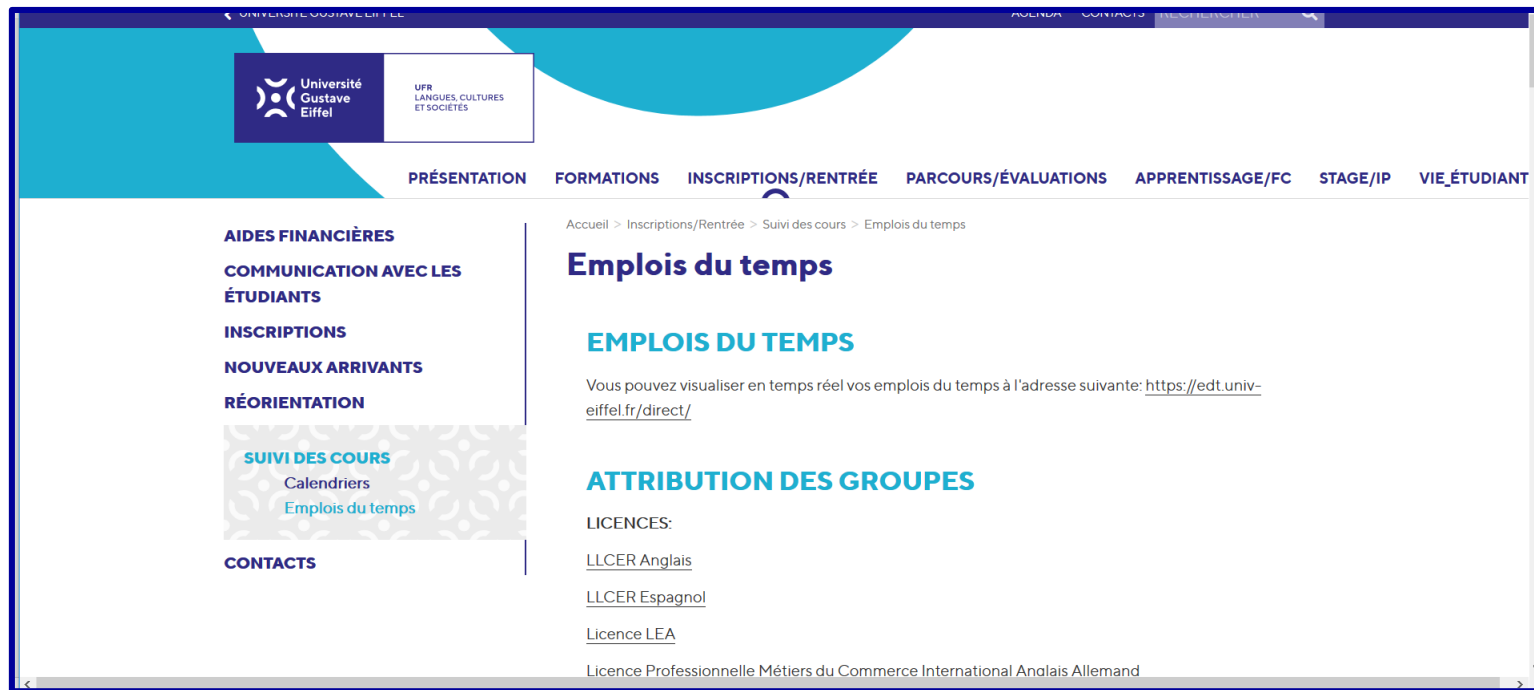 UNIVERSITÉ GUSTAVE EIFFEL
AGENDA CONTACTS RECHERCHER
Université
Gustave
Eiffel
UFR
LANGUES, CULTURES
ET SOCIÉTÉS
PRÉSENTATION FORMATIONS INSCRIPTIONS/RENTRÉE PARCOURS/ÉVALUATIONS APPRENTISSAGE/FC STAGE/IP VIE_ÉTUDIANT
AIDES FINANCIÈRES
COMMUNICATION AVEC LES
ÉTUDIANTS
INSCRIPTIONS
NOUVEAUX ARRIVANTS
RÉORIENTATION
SUIVI DES COURS
Calendriers
Emplois du temps
CONTACTS
Accueil > Inscriptions/Rentrée > Suivi des cours > Emplois du temps
Emplois du temps
EMPLOIS DU TEMPS
Vous pouvez visualiser en temps réel vos emplois du temps à l'adresse suivante: https://edt.univ-
eiffel.fr/direct/
ATTRIBUTION DES GROUPES
LICENCES:
LLCER Anglais
LLCER Espagnol
Licence LEA
Licence Professionnelle Métiers du Commerce International Anglais Allemand